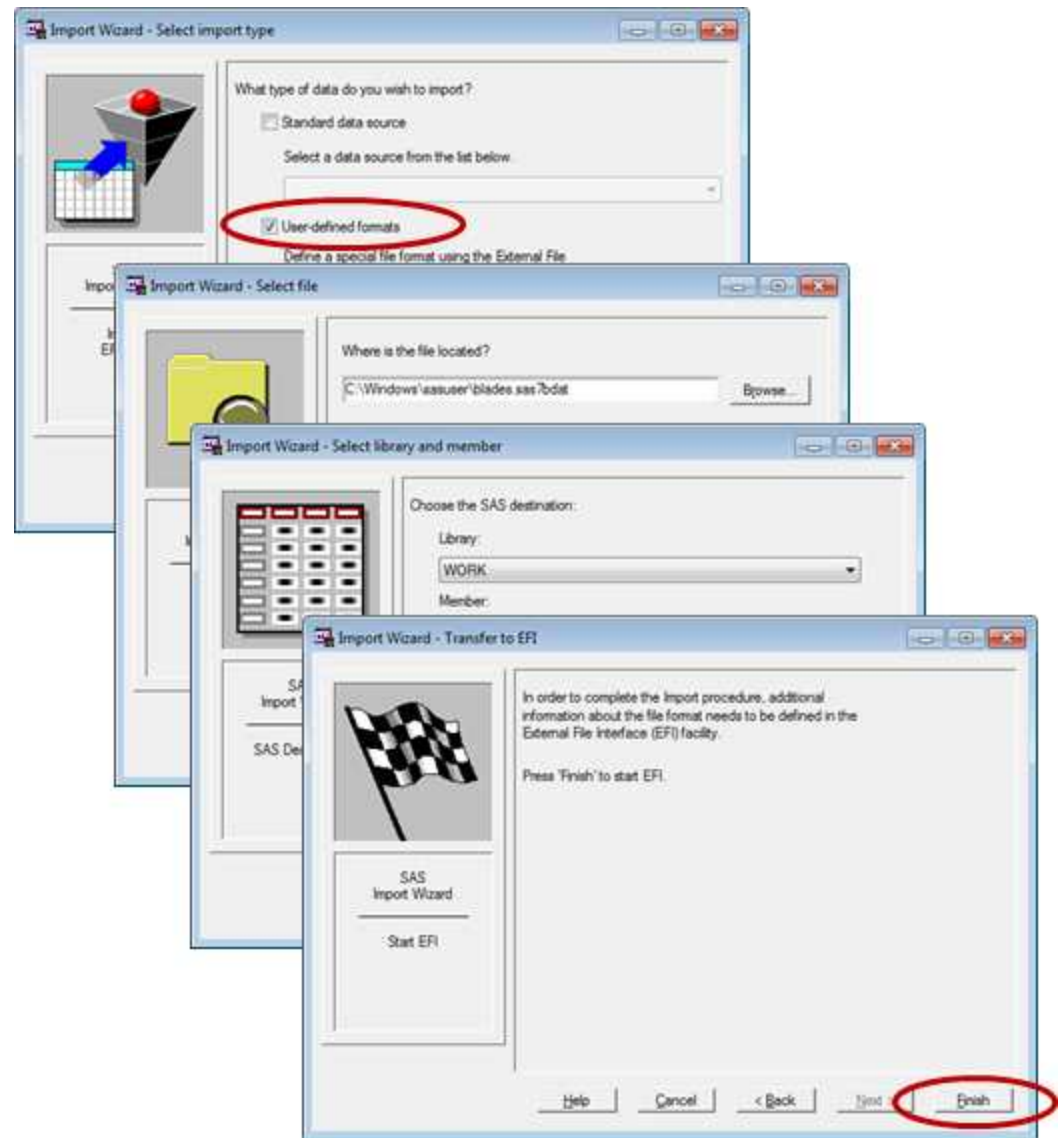 Import Wizard - Select import type
What type of data do you wish to import?
Standard data source
Select a data source from the list below.
User-defined formats
Define a special file format using the External File
Impo
Import Wizard - Select file
Where is the file located?
C:\Windows\sasuser\blades.sas7bdat
Browse...
Import Wizard - Select library and member
Choose the SAS destination:
Library:
WORK
Member:
SA
Import
SAS De
Import Wizard - Transfer to EFI
In order to complete the Import procedure, additional
information about the file format needs to be defined in the
External File Interface (EFI) facility.
Press 'Finish' to start EFI.
SAS
Import Wizard
Start EFI
Help
Cancel
< Back
Next >
Finish